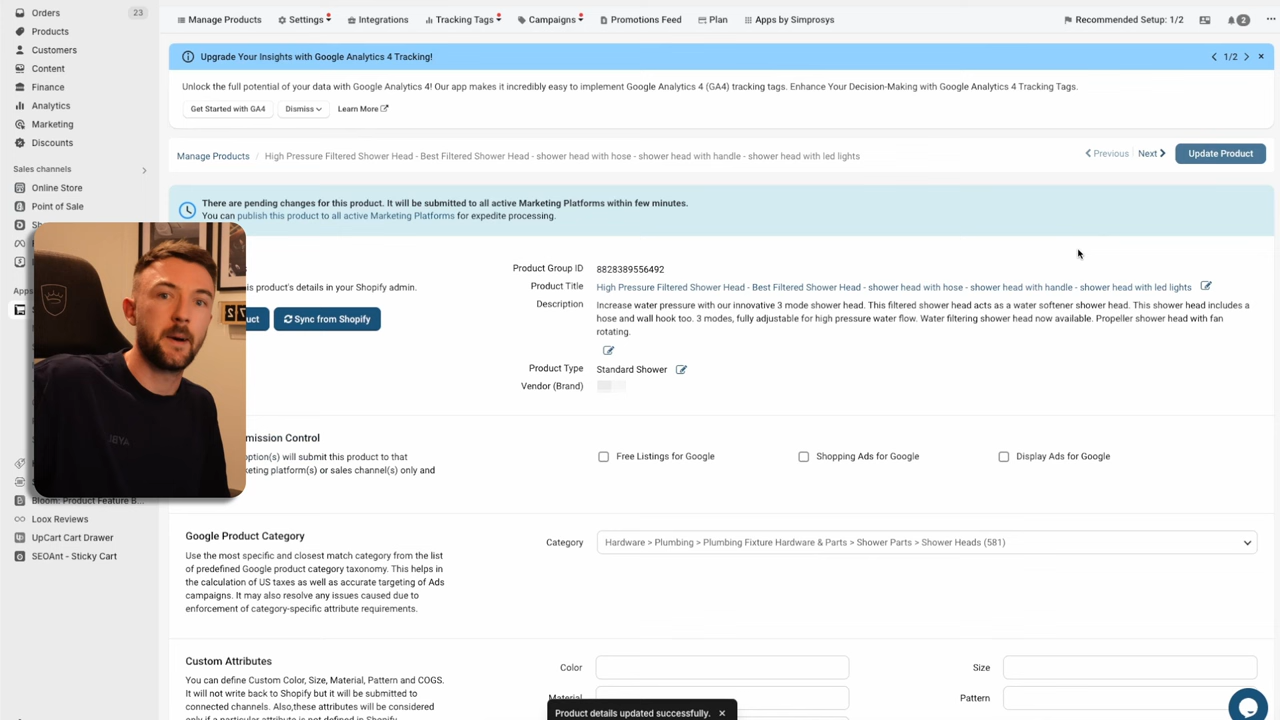 Orders 23
Products
Customers
Content
Finance
Analytics
Marketing
Discounts
Sales channels
Online Store
Point of Sale
Bloom: Product Feature B...
Loox Reviews
UpCart Cart Drawer
SEOAnt - Sticky Cart
Manage Products Settings Integrations Tracking Tags Campaigns Promotions Feed Plan Apps by Simprosys Recommended Setup: 1/2 2
Upgrade Your Insights with Google Analytics 4 Tracking! 1/2
Unlock the full potential of your data with Google Analytics 4! Our app makes it incredibly easy to implement Google Analytics 4 (GA4) tracking tags. Enhance Your Decision-Making with Google Analytics 4 Tracking Tags.
Get Started with GA4 Dismiss Learn More
Manage Products / High Pressure Filtered Shower Head - Best Filtered Shower Head - shower head with hose - shower head with handle - shower head with led lights Previous Next Update Product
There are pending changes for this product. It will be submitted to all active Marketing Platforms within few minutes.
You can publish this product to all active Marketing Platforms for expedite processing.
product's details in your Shopify admin.
Sync from Shopify
Product Group ID 8828389556492
Product Title High Pressure Filtered Shower Head - Best Filtered Shower Head - shower head with hose - shower head with handle - shower head with led lights
Description Increase water pressure with our innovative 3 mode shower head. This filtered shower head acts as a water softener shower head. This shower head includes a
hose and wall hook too. 3 modes, fully adjustable for high pressure water flow. Water filtering shower head now available. Propeller shower head with fan
rotating.
Product Type Standard Shower
Vendor (Brand)
mission Control
option(s) will submit this product to that
keting platform(s) or sales channel(s) only and
Free Listings for Google Shopping Ads for Google Display Ads for Google
Google Product Category
Use the most specific and closest match category from the list
of predefined Google product category taxonomy. This helps in
the calculation of US taxes as well as accurate targeting of Ads
campaigns. It may also resolve any issues caused due to
enforcement of category-specific attribute requirements.
Category Hardware > Plumbing > Plumbing Fixture Hardware & Parts > Shower Parts > Shower Heads (581)
Custom Attributes
You can define Custom Color, Size, Material, Pattern and COGS.
It will not write back to Shopify but it will be submitted to
connected channels. Also,these attributes will be considered
only if a particular attribute is not defined in Shopify
Color Size
Material Pattern
Product details updated successfully.